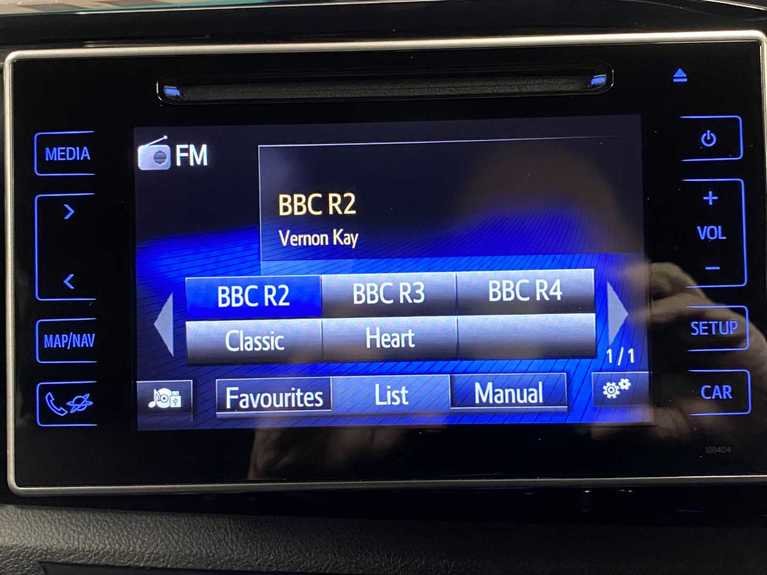 MEDIA
FM
BBC R2
Vernon Kay
VOL
BBC R2 BBC R3 BBC R4
Classic Heart
MAP/NAV
SETUP
1/1
Favourites List Manual
CAR